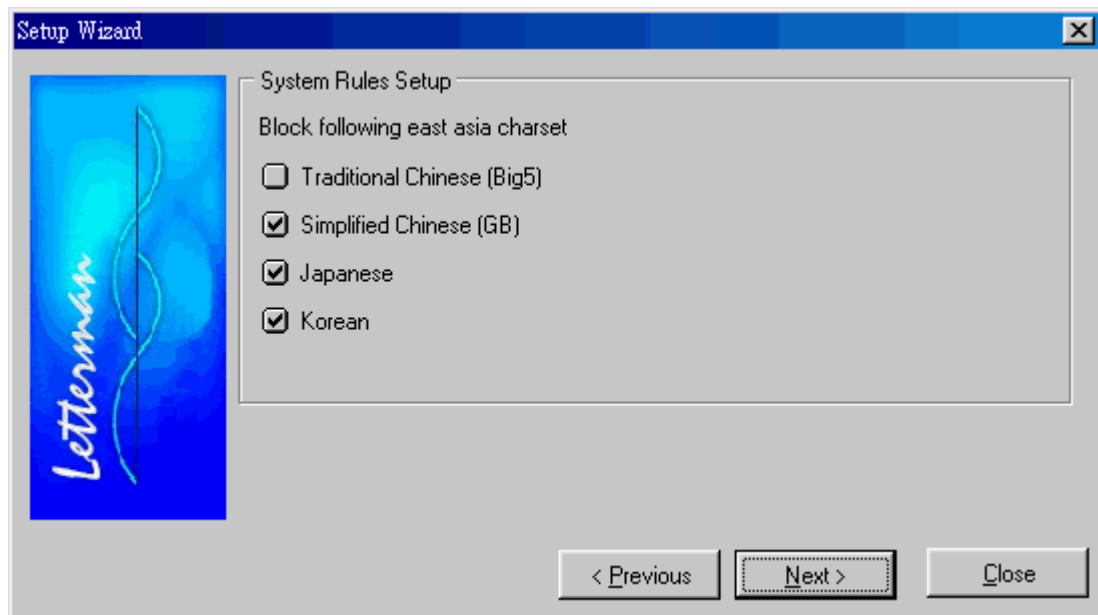 Setup Wizard
System Rules Setup
Block following east asia charset
Traditional Chinese (Big5)
Simplified Chinese (GB)
Japanese
Korean
Letterman
< Previous
Next >
Close